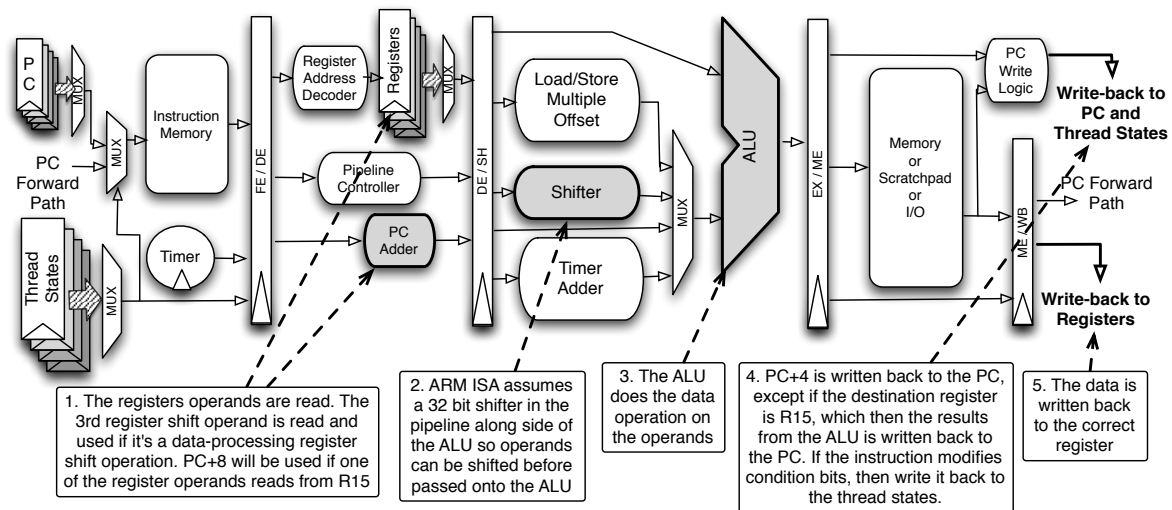 PC
MUX
PC
Forward
Path
MUX
Thread
States
MUX
Instruction
Memory
Timer
FE / DE
Register
Address
Decoder
Registers
MUX
Pipeline
Controller
PC
Adder
DE / SH
Load/Store
Multiple
Offset
Shifter
Timer
Adder
MUX
ALU
EX / ME
Memory
or
Scratchpad
or
I/O
PC
Write
Logic
ME / WB
Write-back to
PC and
Thread States
PC Forward
Path
Write-back to
Registers
1. The registers operands are read. The
3rd register shift operand is read and
used if it's a data-processing register
shift operation. PC+8 will be used if one
of the register operands reads from R15
2. ARM ISA assumes
a 32 bit shifter in the
pipeline along side of
the ALU so operands
can be shifted before
passed onto the ALU
3. The ALU
does the data
operation on
the operands
4. PC+4 is written back to the PC,
except if the destination register
is R15, which then the results
from the ALU is written back to
the PC. If the instruction modifies
condition bits, then write it back to
the thread states.
5. The data is
written back
to the correct
register